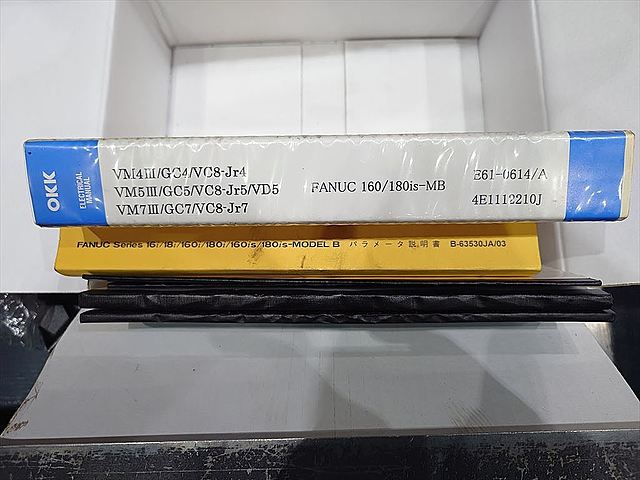 OKK
ELECTRICAL
MANUAL
VM4Ⅲ/GC4/VC8-Jr4
VM5Ⅲ/GC5/VC8-Jr5/VD5
VM7Ⅲ/GC7/VC8-Jr7
FANUC 160/180is-MB
E61-0614/A
4E1112210J
FANUC Series 16i/18i/160i/180i/160is/180is-MODEL B パラメータ説明書 B-63530JA/03